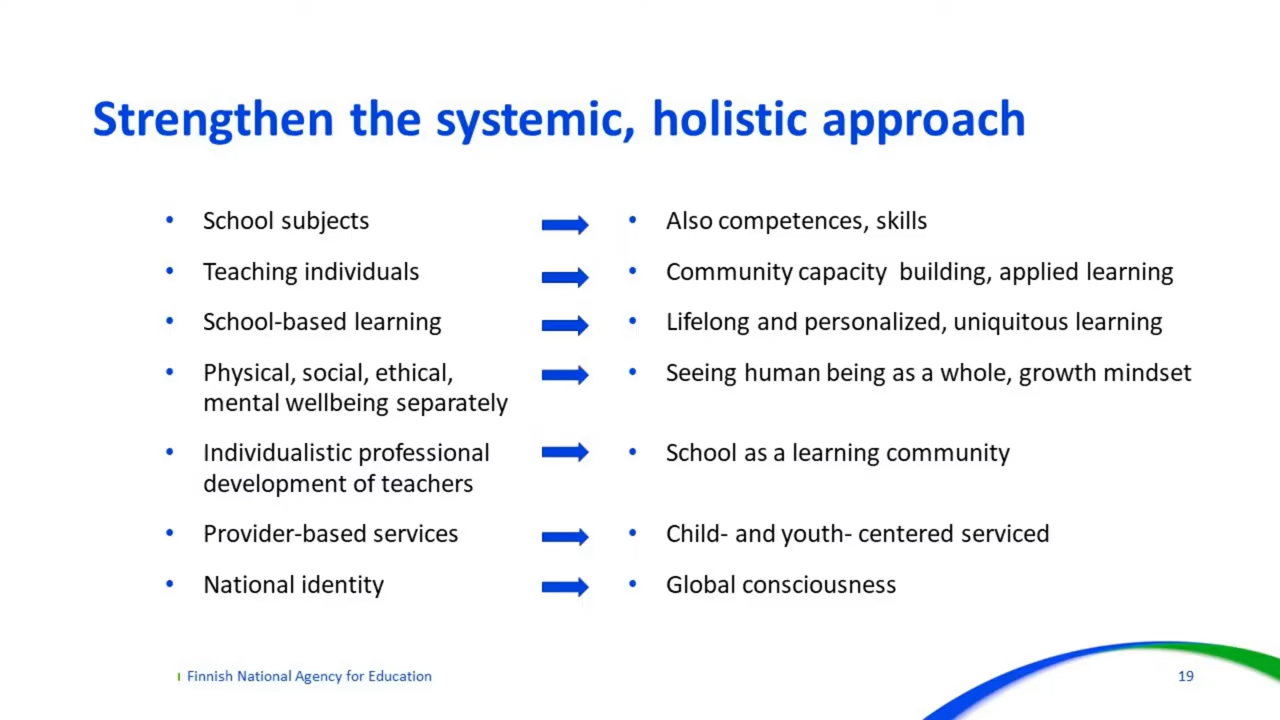 Strengthen the systemic, holistic approach
• School subjects
• Also competences, skills
• Teaching individuals
• Community capacity  building, applied learning
• School-based learning
• Lifelong and personalized, uniquitous learning
• Physical, social, ethical,
mental wellbeing separately
• Seeing human being as a whole, growth mindset
• Individualistic professional
development of teachers
• School as a learning community
• Provider-based services
• Child- and youth- centered serviced
• National identity
• Global consciousness
Finnish National Agency for Education
19